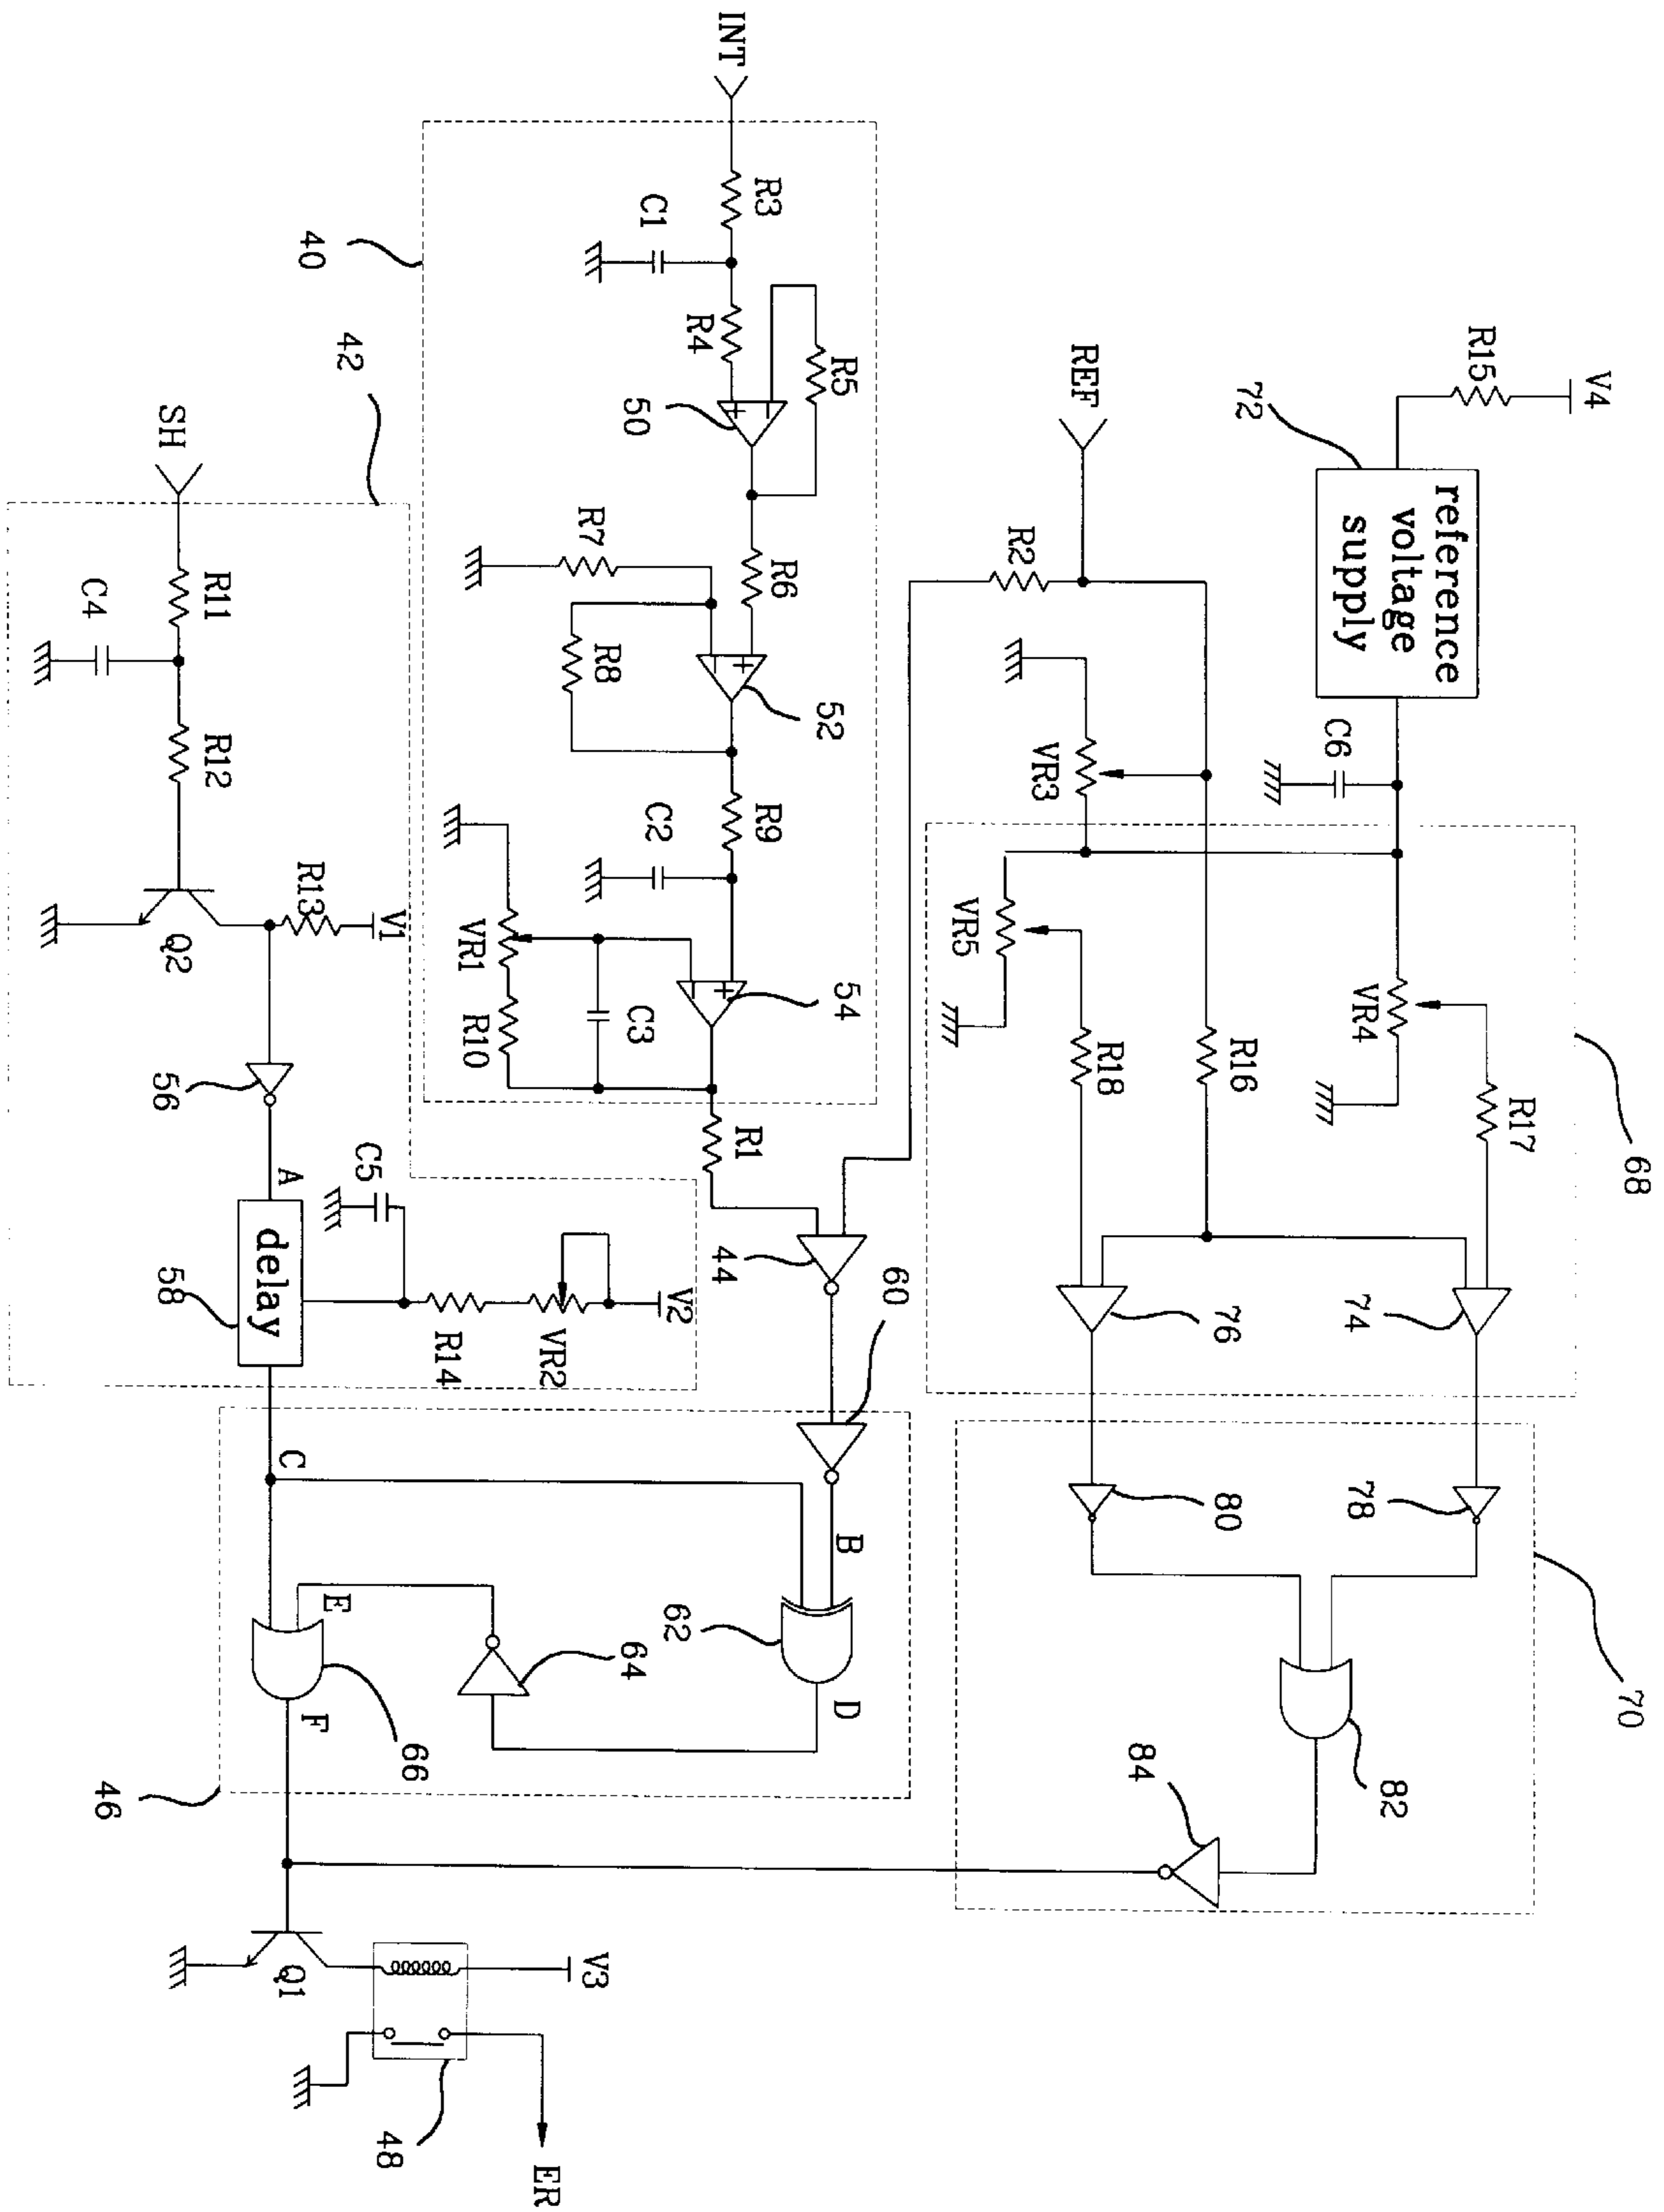 V4
R15
72
reference
voltage
supply
C6
VR4
R17
68
REF
R2
VR3
VR5
R16
R18
74
76
78
80
70
82
84
INT
R3
C1
R4
R5
50
40
R6
R7
R8
52
R9
C2
VR1
R10
C3
54
R1
44
60
B
62
D
64
E
66
F
46
42
SH
R11
C4
R12
R13
V1
Q2
56
A
C5
delay
58
R14
VR2
V2
C
Q1
V3
48
ER